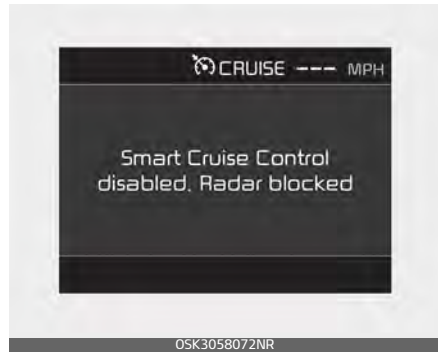 CRUISE --- MPH
Smart Cruise Control
disabled. Radar blocked
OSK3058072NR